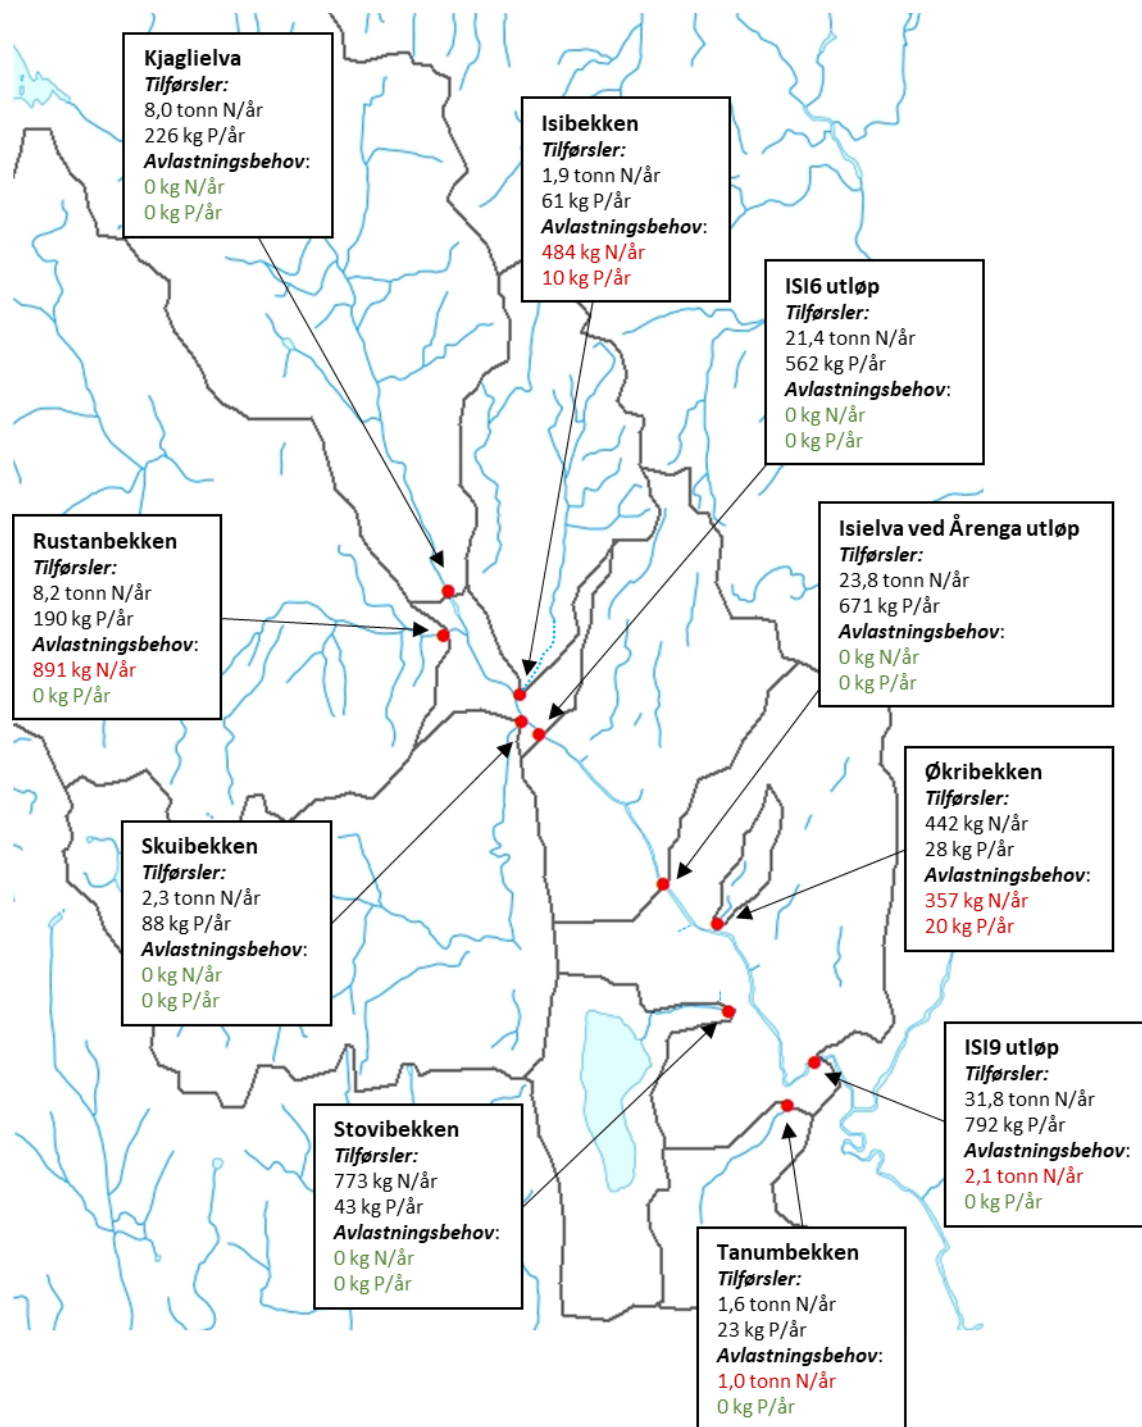 Kjaglielva
Tilførsler:
8,0 tonn N/år
226 kg P/år
Avlastningsbehov:
0 kg N/år
0 kg P/år
Isibekken
Tilførsler:
1,9 tonn N/år
61 kg P/år
Avlastningsbehov:
484 kg N/år
10 kg P/år
ISI6 utløp
Tilførsler:
21,4 tonn N/år
562 kg P/år
Avlastningsbehov:
0 kg N/år
0 kg P/år
Rustanbekken
Tilførsler:
8,2 tonn N/år
190 kg P/år
Avlastningsbehov:
891 kg N/år
0 kg P/år
Isielva ved Årenga utløp
Tilførsler:
23,8 tonn N/år
671 kg P/år
Avlastningsbehov:
0 kg N/år
0 kg P/år
Økribekken
Tilførsler:
442 kg N/år
28 kg P/år
Avlastningsbehov:
357 kg N/år
20 kg P/år
Skuibekken
Tilførsler:
2,3 tonn N/år
88 kg P/år
Avlastningsbehov:
0 kg N/år
0 kg P/år
ISI9 utløp
Tilførsler:
31,8 tonn N/år
792 kg P/år
Avlastningsbehov:
2,1 tonn N/år
0 kg P/år
Stovibekken
Tilførsler:
773 kg N/år
43 kg P/år
Avlastningsbehov:
0 kg N/år
0 kg P/år
Tanumbekken
Tilførsler:
1,6 tonn N/år
23 kg P/år
Avlastningsbehov:
1,0 tonn N/år
0 kg P/år